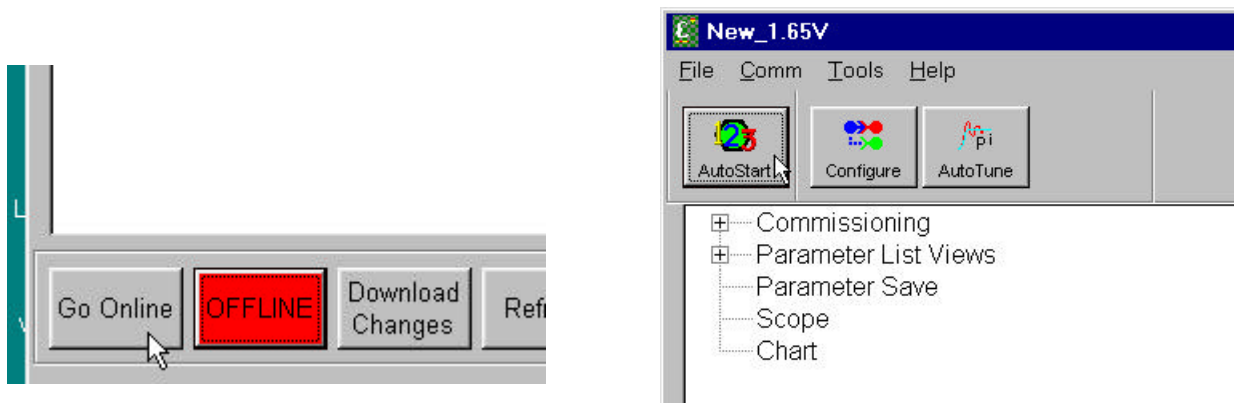 Go Online
OFFLINE
Download
Changes
New_1.65V
File Comm Tools Help
AutoStart
Configure
pi
AutoTune
Commissioning
Parameter List Views
Parameter Save
Scope
Chart